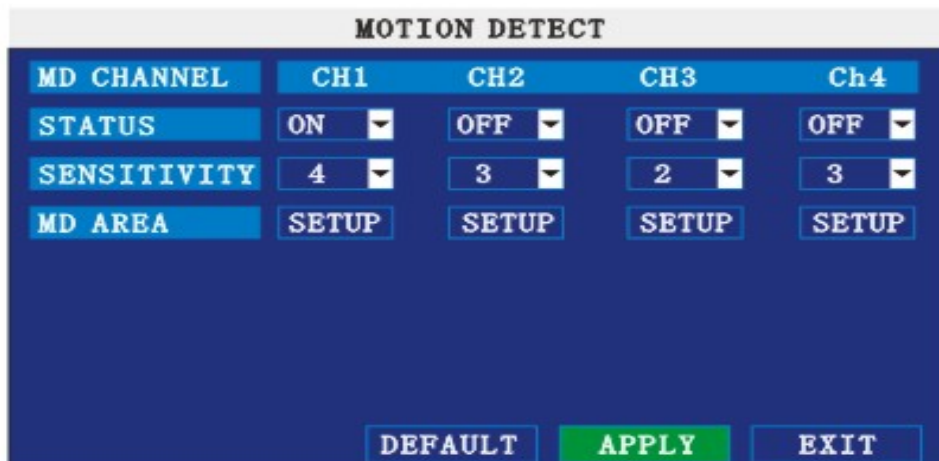 MOTION DETECT
MD CHANNEL CH1 CH2 CH3 Ch4
STATUS ON OFF OFF OFF
SENSITIVITY 4 3 2 3
MD AREA SETUP SETUP SETUP SETUP
DEFAULT APPLY EXIT